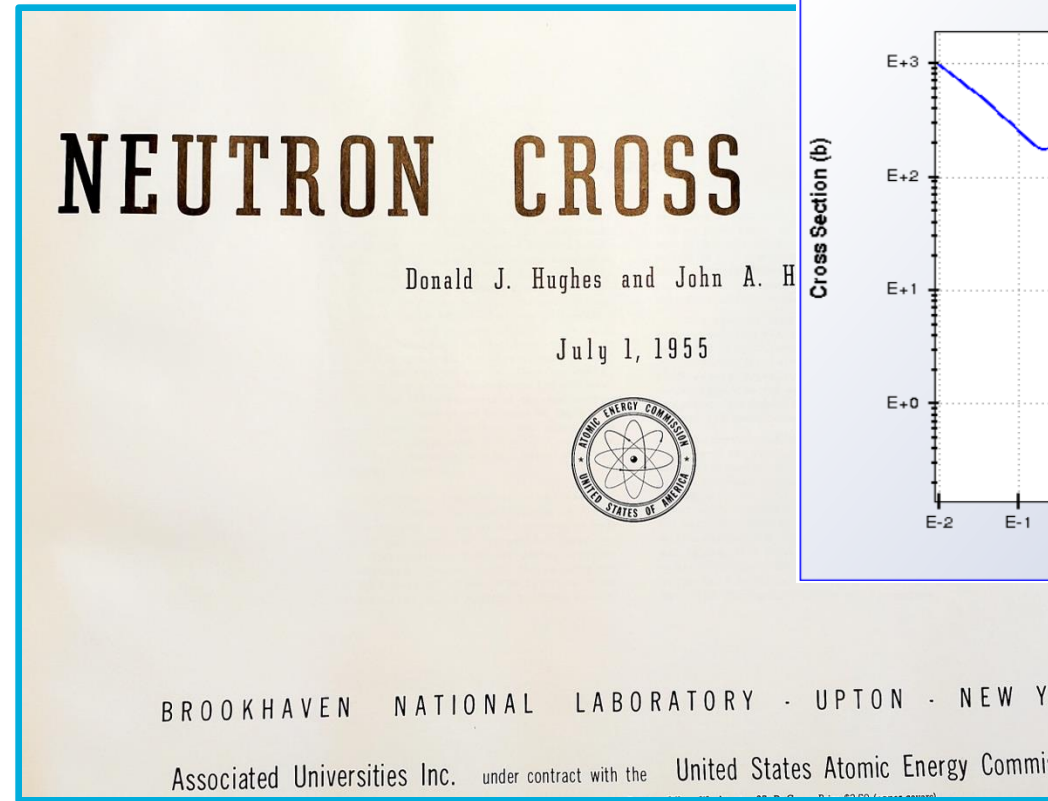 NEUTRON CROSS
Donald J. Hughes and John A. H
July 1, 1955
ATOMIC ENERGY COMMISSION
UNITED STATES OF AMERICA
BROOKHAVEN NATIONAL LABORATORY · UPTON · NEW Y
Associated Universities Inc. under contract with the United States Atomic Energy Commi
Cross Section (b)
E+3
E+2
E+1
E+0
E-2 E-1